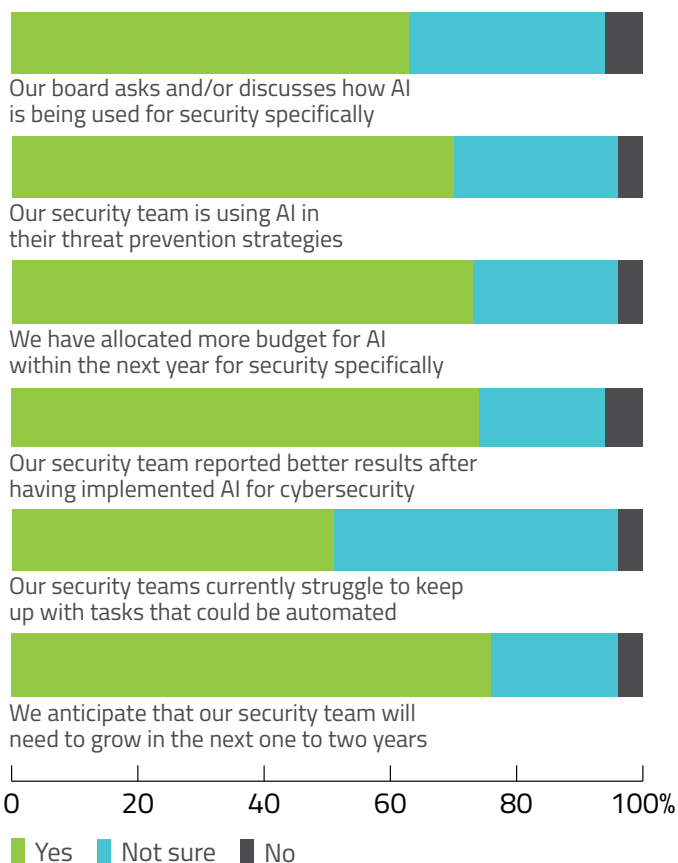 Our board asks and/or discusses how AI
is being used for security specifically
Our security team is using AI in
their threat prevention strategies
We have allocated more budget for AI
within the next year for security specifically
Our security team reported better results after
having implemented AI for cybersecurity
Our security teams currently struggle to keep
up with tasks that could be automated
We anticipate that our security team will
need to grow in the next one to two years
0 20 40 60 80 100%
Yes Not sure No